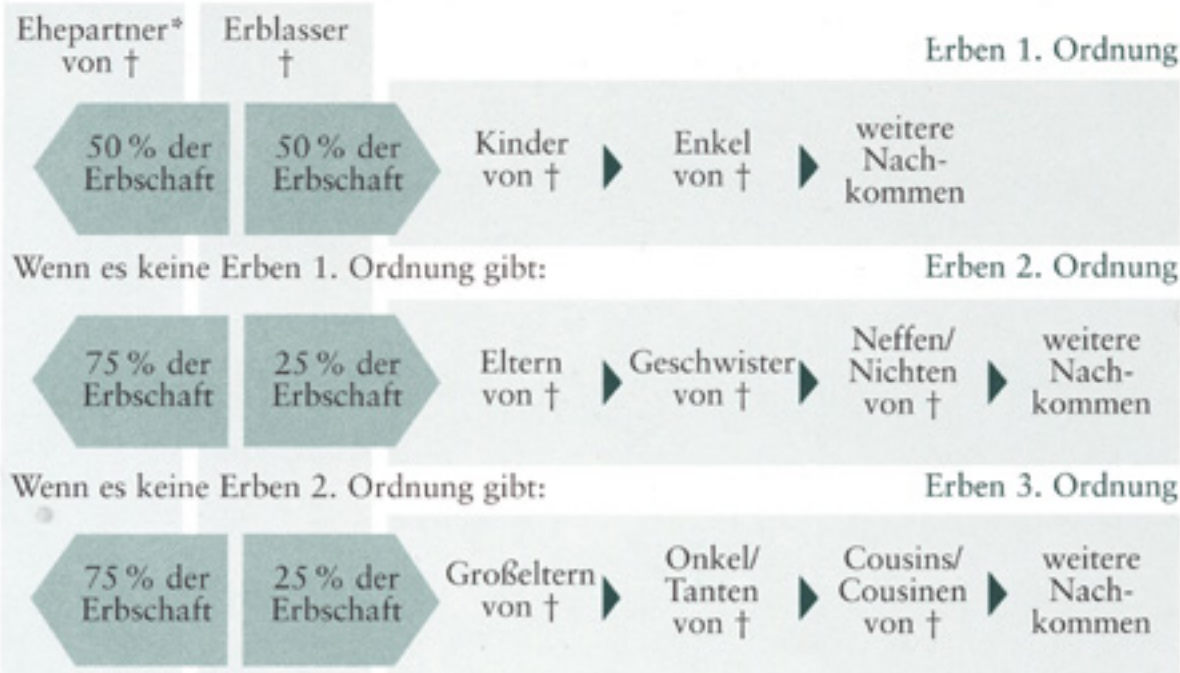 Ehepartner*
von †
Erblasser
†
Erben 1. Ordnung
50 % der
Erbschaft
50 % der
Erbschaft
Kinder
von †
Enkel
von †
weitere
Nach-
kommen
Wenn es keine Erben 1. Ordnung gibt:
Erben 2. Ordnung
75 % der
Erbschaft
25 % der
Erbschaft
Eltern
von †
Geschwister
von †
Neffen/
Nichten
von †
weitere
Nach-
kommen
Wenn es keine Erben 2. Ordnung gibt:
Erben 3. Ordnung
75 % der
Erbschaft
25 % der
Erbschaft
Großeltern
von †
Onkel/
Tanten
von †
Cousins/
Cousinen
von †
weitere
Nach-
kommen